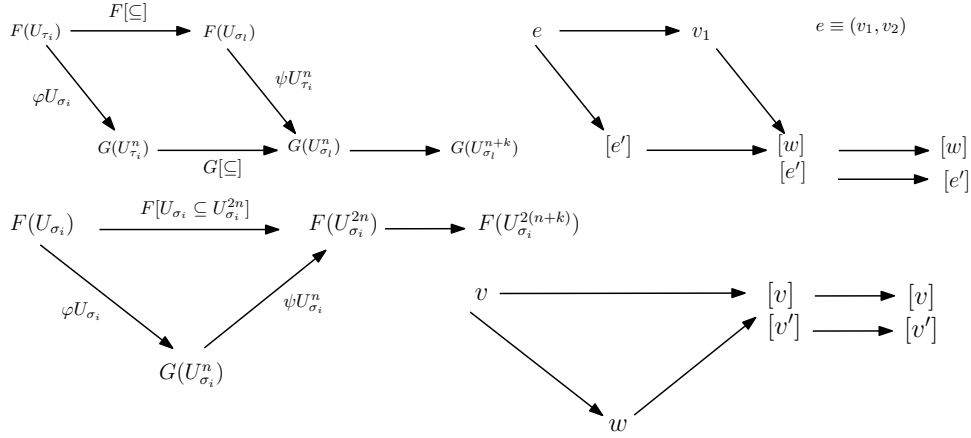 F[⊆]
F(U_{τ_i}) F(U_{σ_l}) e v_1 e ≡ (v_1, v_2)
φU_{σ_i} ψU^n_{τ_i}
G(U^n_{τ_i}) G(U^n_{σ_l}) G(U^{n+k}_{σ_l}) [e′] [w] [w]
G[⊆] [e′] [e′]
F[U_{σ_i} ⊆ U^{2n}_{σ_i}]
F(U_{σ_i}) F(U^{2n}_{σ_i}) F(U^{2(n+k)}_{σ_i})
φU_{σ_i} ψU^n_{σ_i}
G(U^n_{σ_i})
v [v] [v]
[v′] [v′]
w